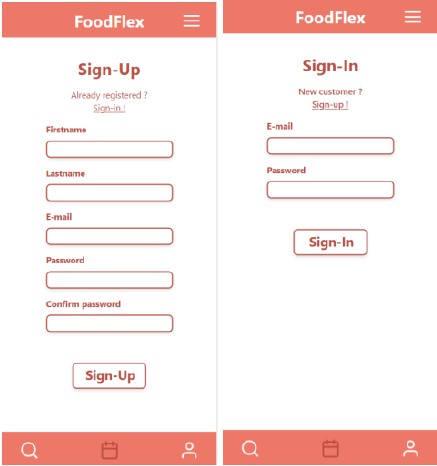 FoodFlex
Sign-Up
Already registered ?
Sign-in !
Firstname
Lastname
E-mail
Password
Confirm password
Sign-Up
FoodFlex
Sign-In
New customer ?
Sign-up !
E-mail
Password
Sign-In